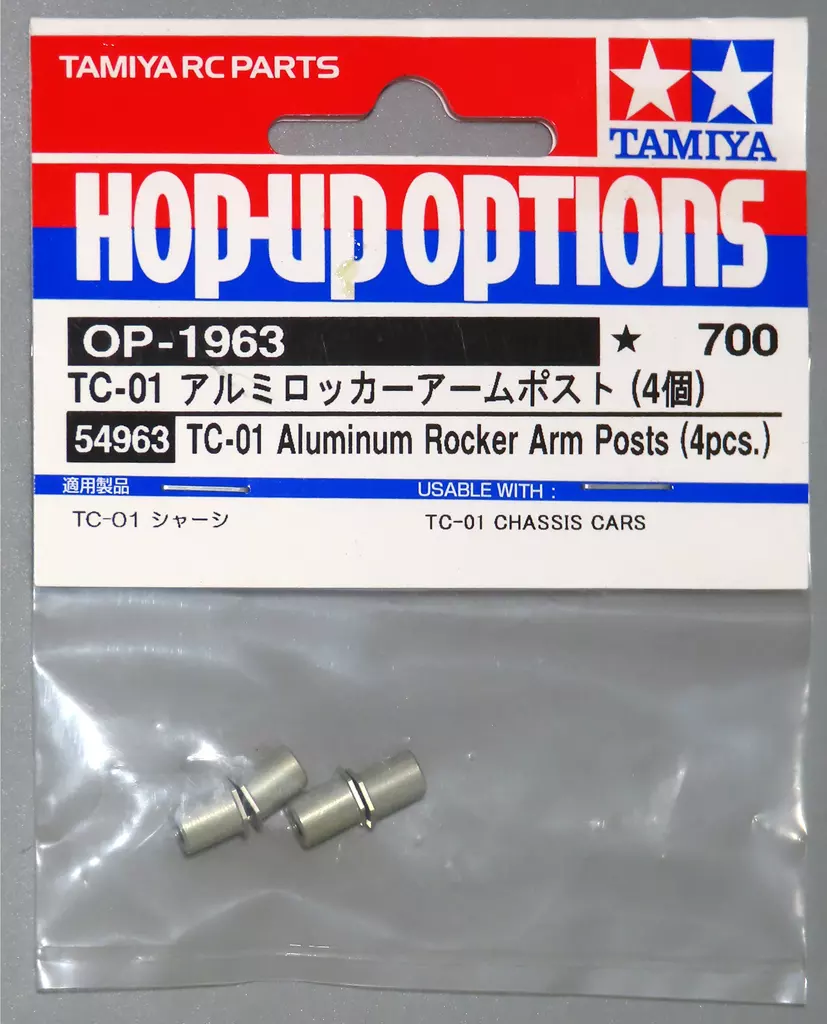 TAMIYA RC PARTS
TAMIYA
HOP-UP OPTIONS
OP-1963 ★ 700
TC-01 アルミロッカーアームポスト (4個)
54963 TC-01 Aluminum Rocker Arm Posts (4pcs.)
適用製品 USABLE WITH :
TC-01 シャーシ TC-01 CHASSIS CARS